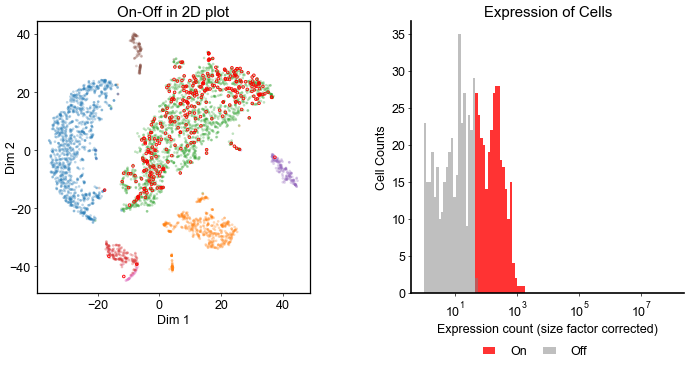 On-Off in 2D plot
40
20
0
−20
−40
Dim 2
−20
0
20
40
Dim 1
Expression of Cells
35
30
25
20
15
10
5
0
Cell Counts
10^1
10^3
10^5
10^7
Expression count (size factor corrected)
On
Off